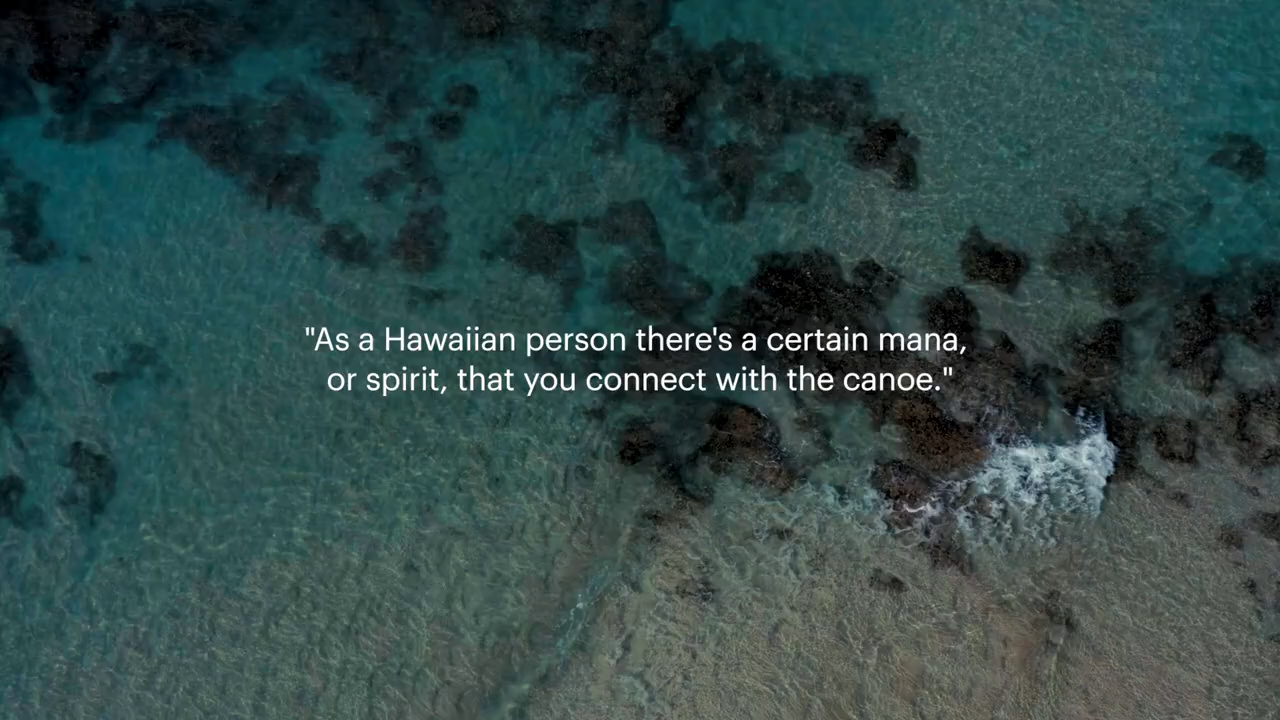 "As a Hawaiian person there's a certain mana,
or spirit, that you connect with the canoe."